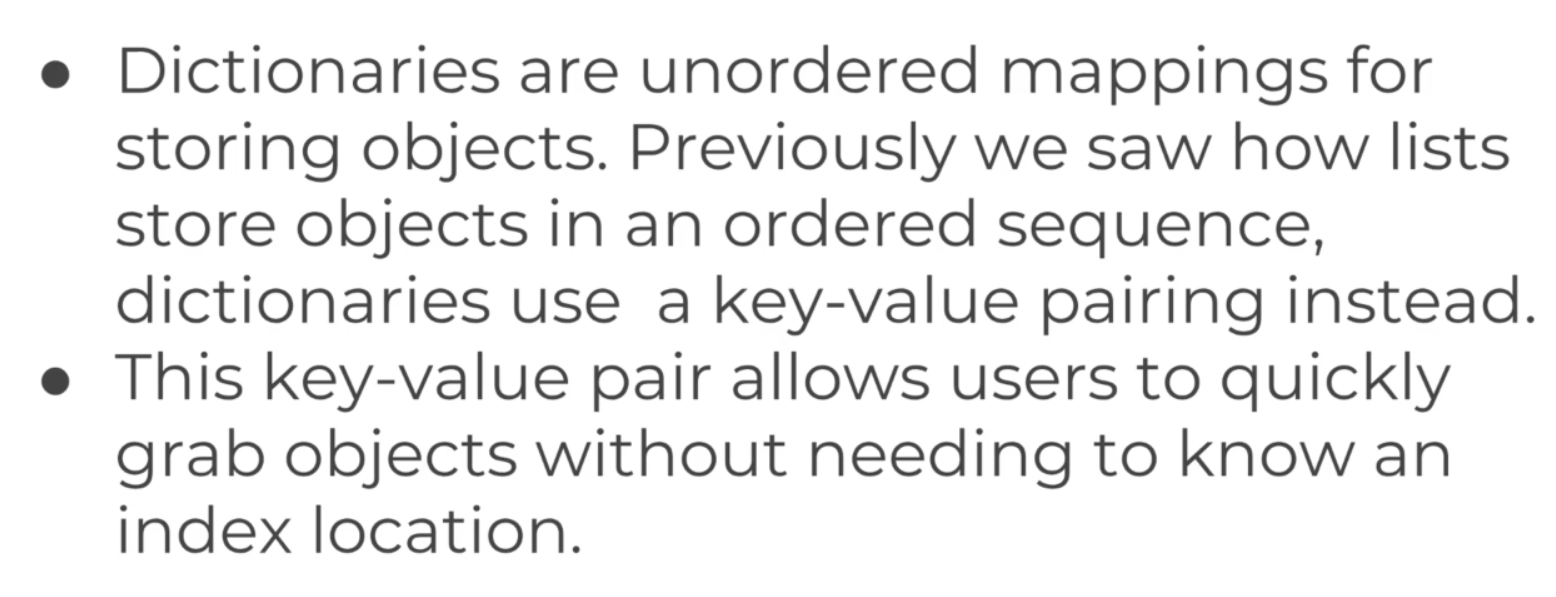 ● Dictionaries are unordered mappings for
storing objects. Previously we saw how lists
store objects in an ordered sequence,
dictionaries use  a key-value pairing instead.
● This key-value pair allows users to quickly
grab objects without needing to know an
index location.